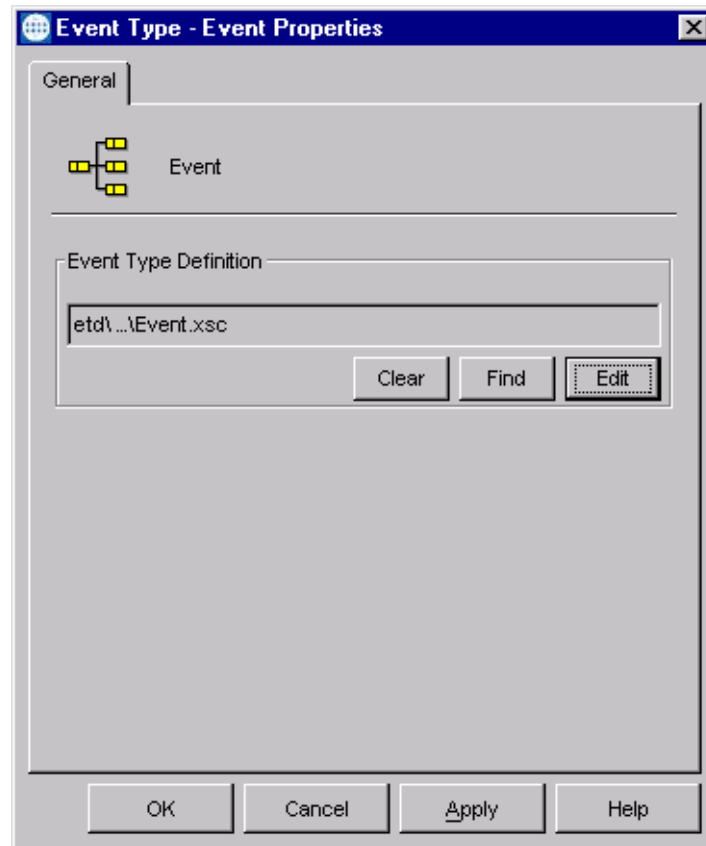 Event Type - Event Properties
General
Event
Event Type Definition
etd\ ...\Event.xsc
Clear Find Edit
OK Cancel Apply Help